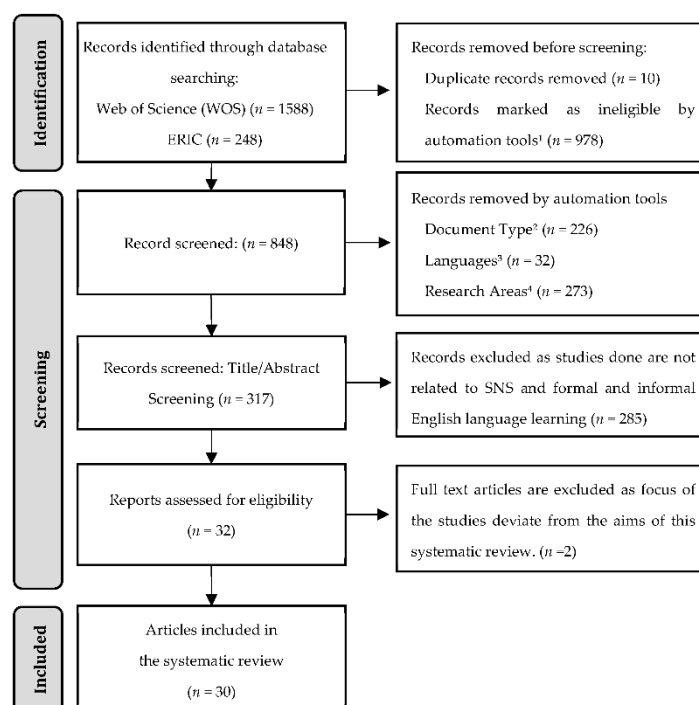 Identification
Records identified through database
searching:
Web of Science (WOS) (n = 1588)
ERIC (n = 248)
Records removed before screening:
Duplicate records removed (n = 10)
Records marked as ineligible by
automation tools¹ (n = 978)
Screening
Record screened: (n = 848)
Records removed by automation tools
Document Type² (n = 226)
Languages³ (n = 32)
Research Areas⁴ (n = 273)
Records screened: Title/Abstract
Screening (n = 317)
Records excluded as studies done are not
related to SNS and formal and informal
English language learning (n = 285)
Reports assessed for eligibility
(n = 32)
Full text articles are excluded as focus of
the studies deviate from the aims of this
systematic review. (n =2)
Included
Articles included in
the systematic review
(n = 30)